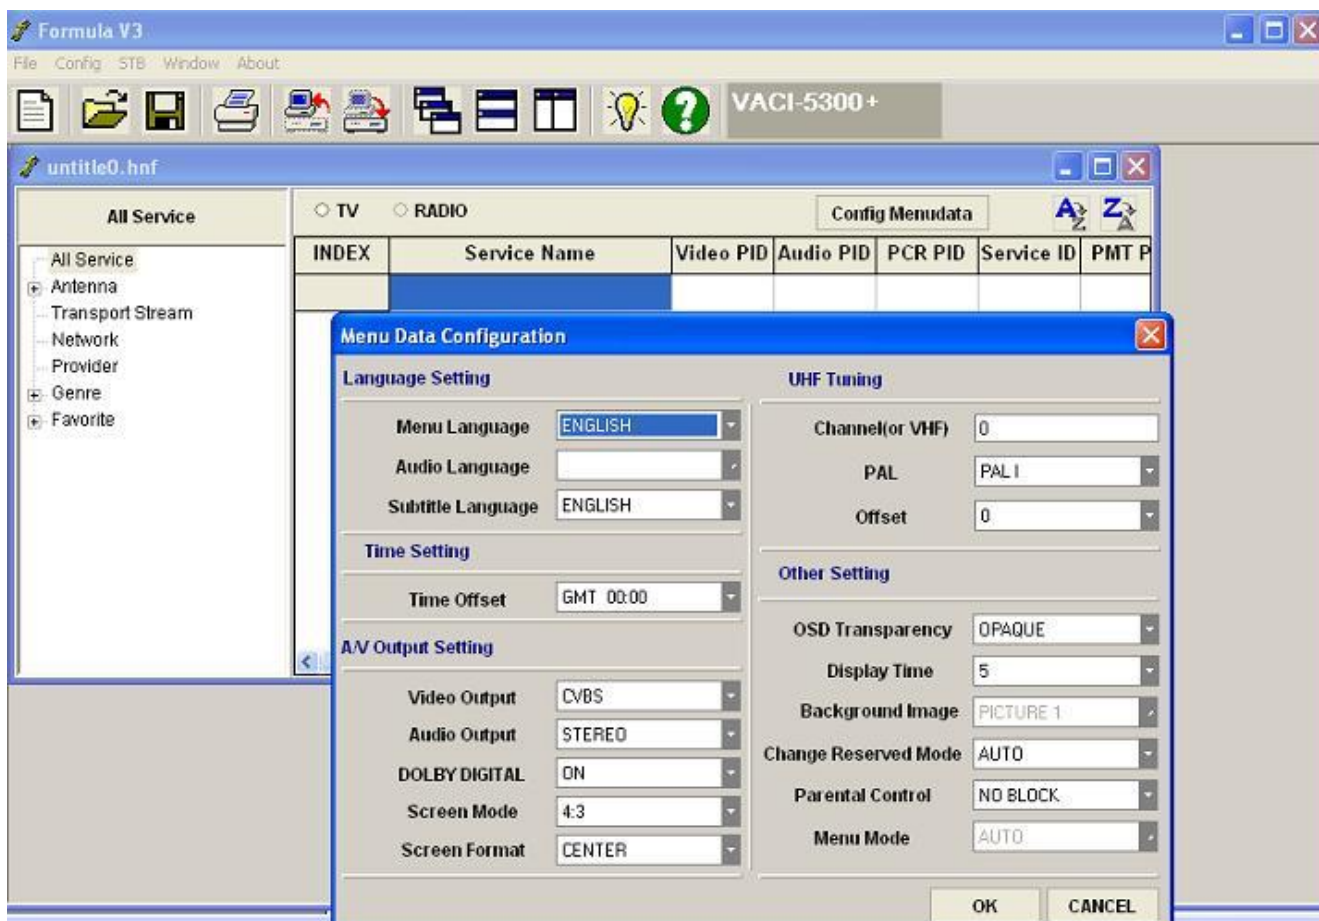 Formula V3
File Config STB Window About
VACI-5300+
untitle0.hnf
All Service
TV RADIO Config Menudata
INDEX Service Name Video PID Audio PID PCR PID Service ID PMT P
All Service
Antenna
Transport Stream
Network
Provider
Genre
Favorite
Menu Data Configuration
Language Setting
Menu Language ENGLISH
Audio Language
Subtitle Language ENGLISH
Time Setting
Time Offset GMT 00:00
A/V Output Setting
Video Output CVBS
Audio Output STEREO
DOLBY DIGITAL ON
Screen Mode 4:3
Screen Format CENTER
UHF Tuning
Channel(or VHF) 0
PAL PAL I
Offset 0
Other Setting
OSD Transparency OPAQUE
Display Time 5
Background Image PICTURE 1
Change Reserved Mode AUTO
Parental Control NO BLOCK
Menu Mode AUTO
OK CANCEL